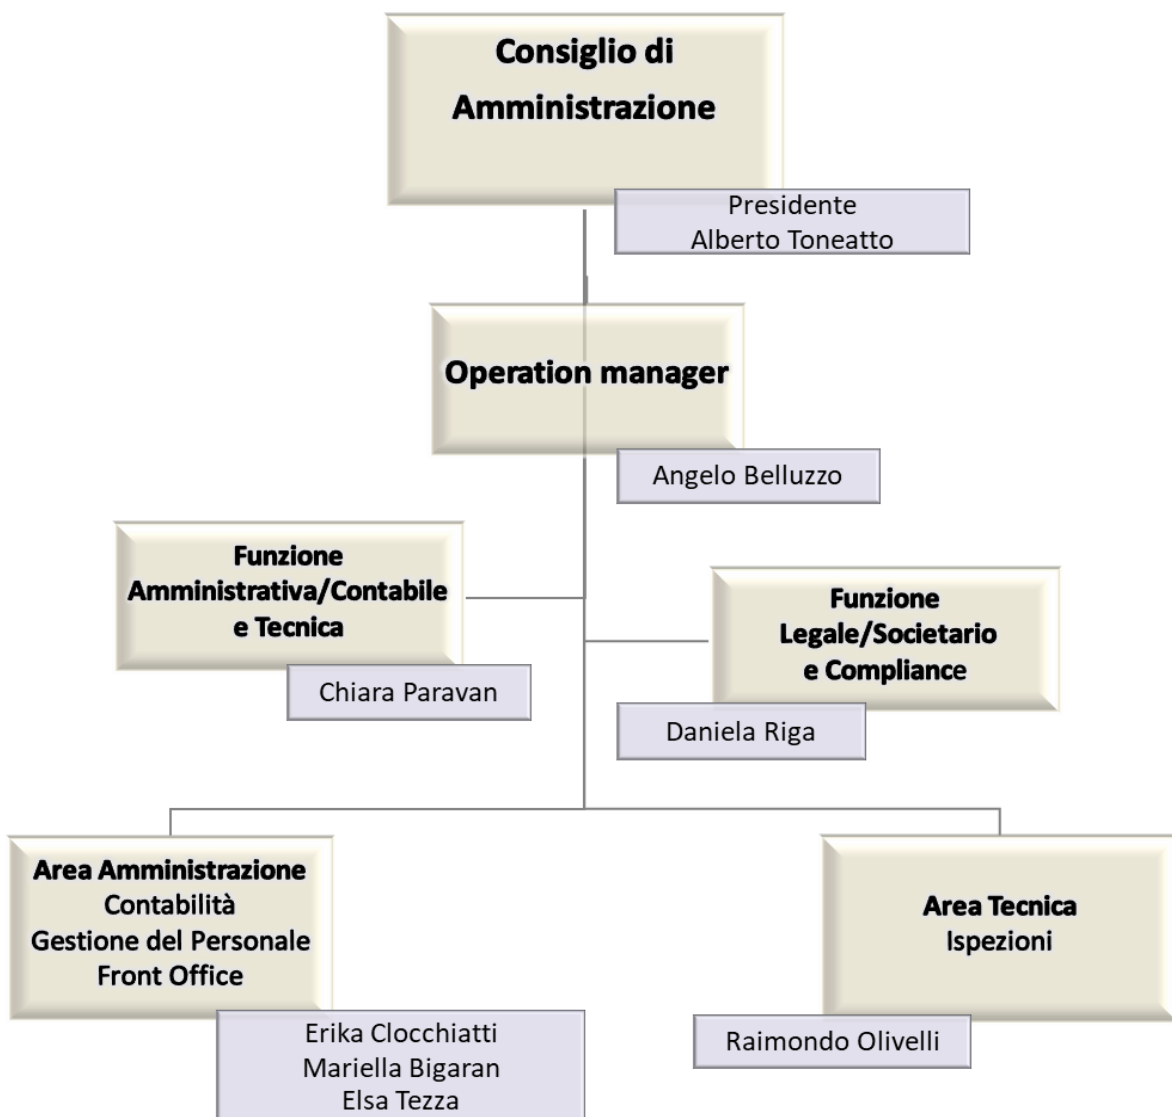 Consiglio di
Amministrazione
Presidente
Alberto Toneatto
Operation manager
Angelo Belluzzo
Funzione
Amministrativa/Contabile
e Tecnica
Chiara Paravan
Funzione
Legale/Societario
e Compliance
Daniela Riga
Area Amministrazione
Contabilità
Gestione del Personale
Front Office
Erika Clocchiatti
Mariella Bigaran
Elsa Tezza
Area Tecnica
Ispezioni
Raimondo Olivelli